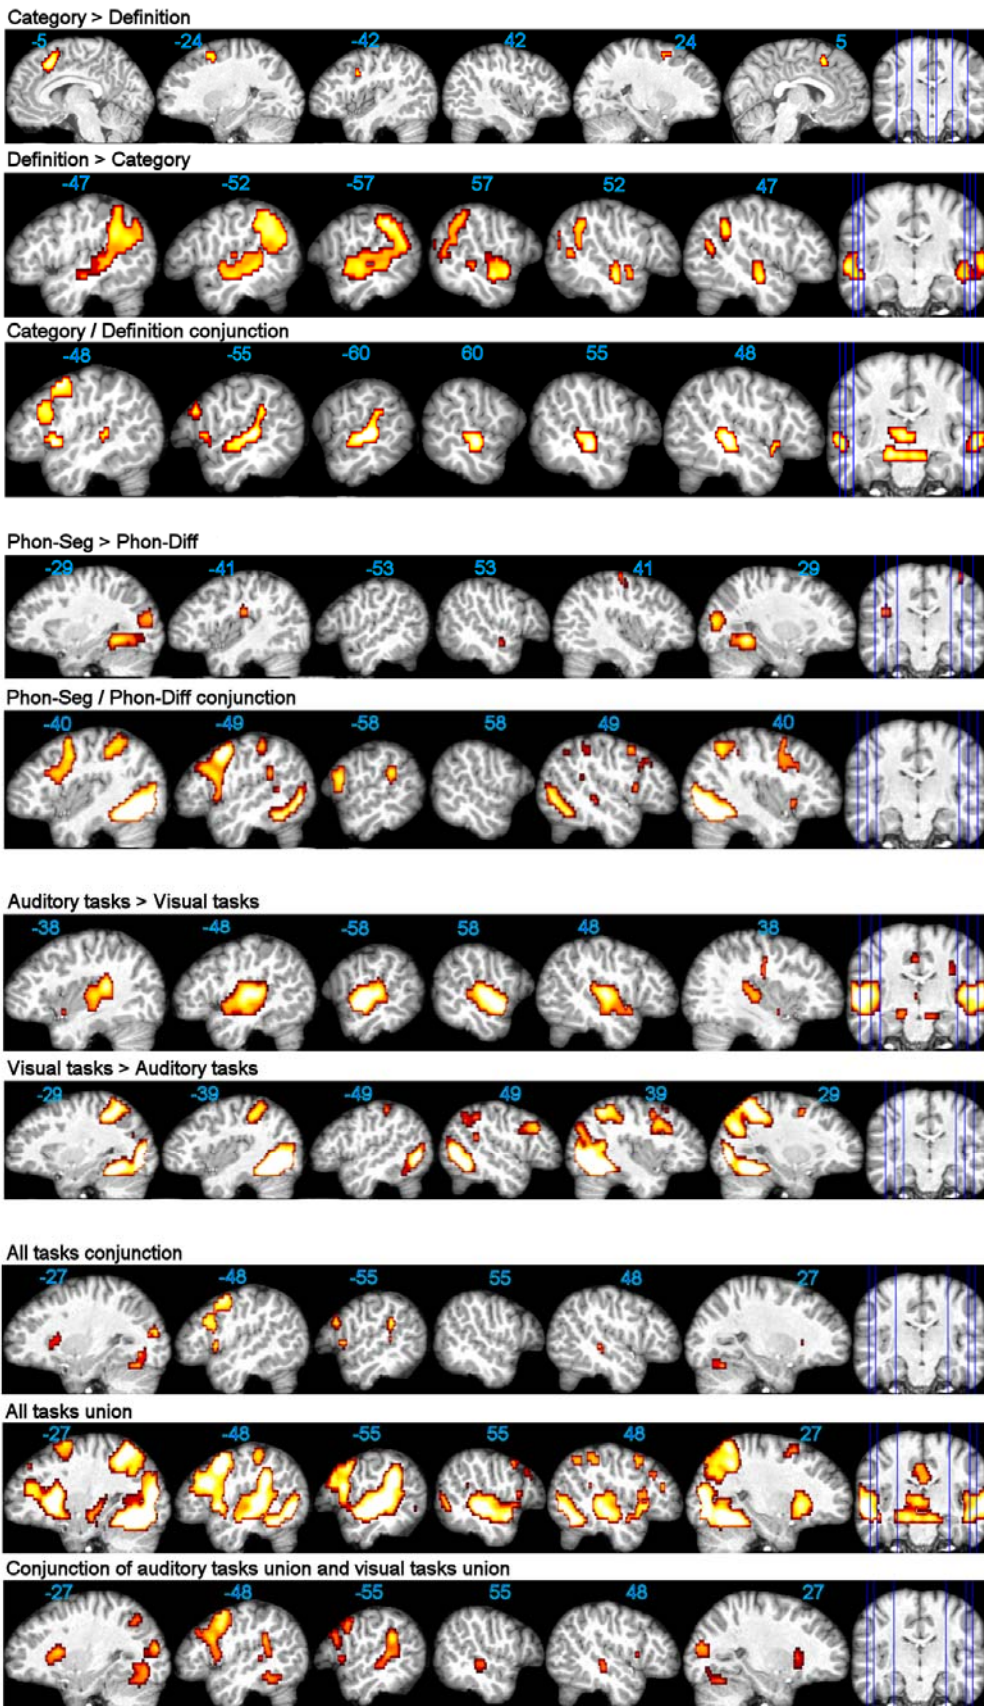 Category > Definition
-5 -24 -42 42 24 5
Definition > Category
-47 -52 -57 57 52 47
Category / Definition conjunction
-48 -55 -60 60 55 48
Phon-Seg > Phon-Diff
-29 -41 -53 53 41 29
Phon-Seg / Phon-Diff conjunction
-40 -49 -58 58 49 40
Auditory tasks > Visual tasks
-38 -48 -58 58 48 38
Visual tasks > Auditory tasks
-29 -39 -49 49 39 29
All tasks conjunction
-27 -48 -55 55 48 27
All tasks union
-27 -48 -55 55 48 27
Conjunction of auditory tasks union and visual tasks union
-27 -48 -55 55 48 27